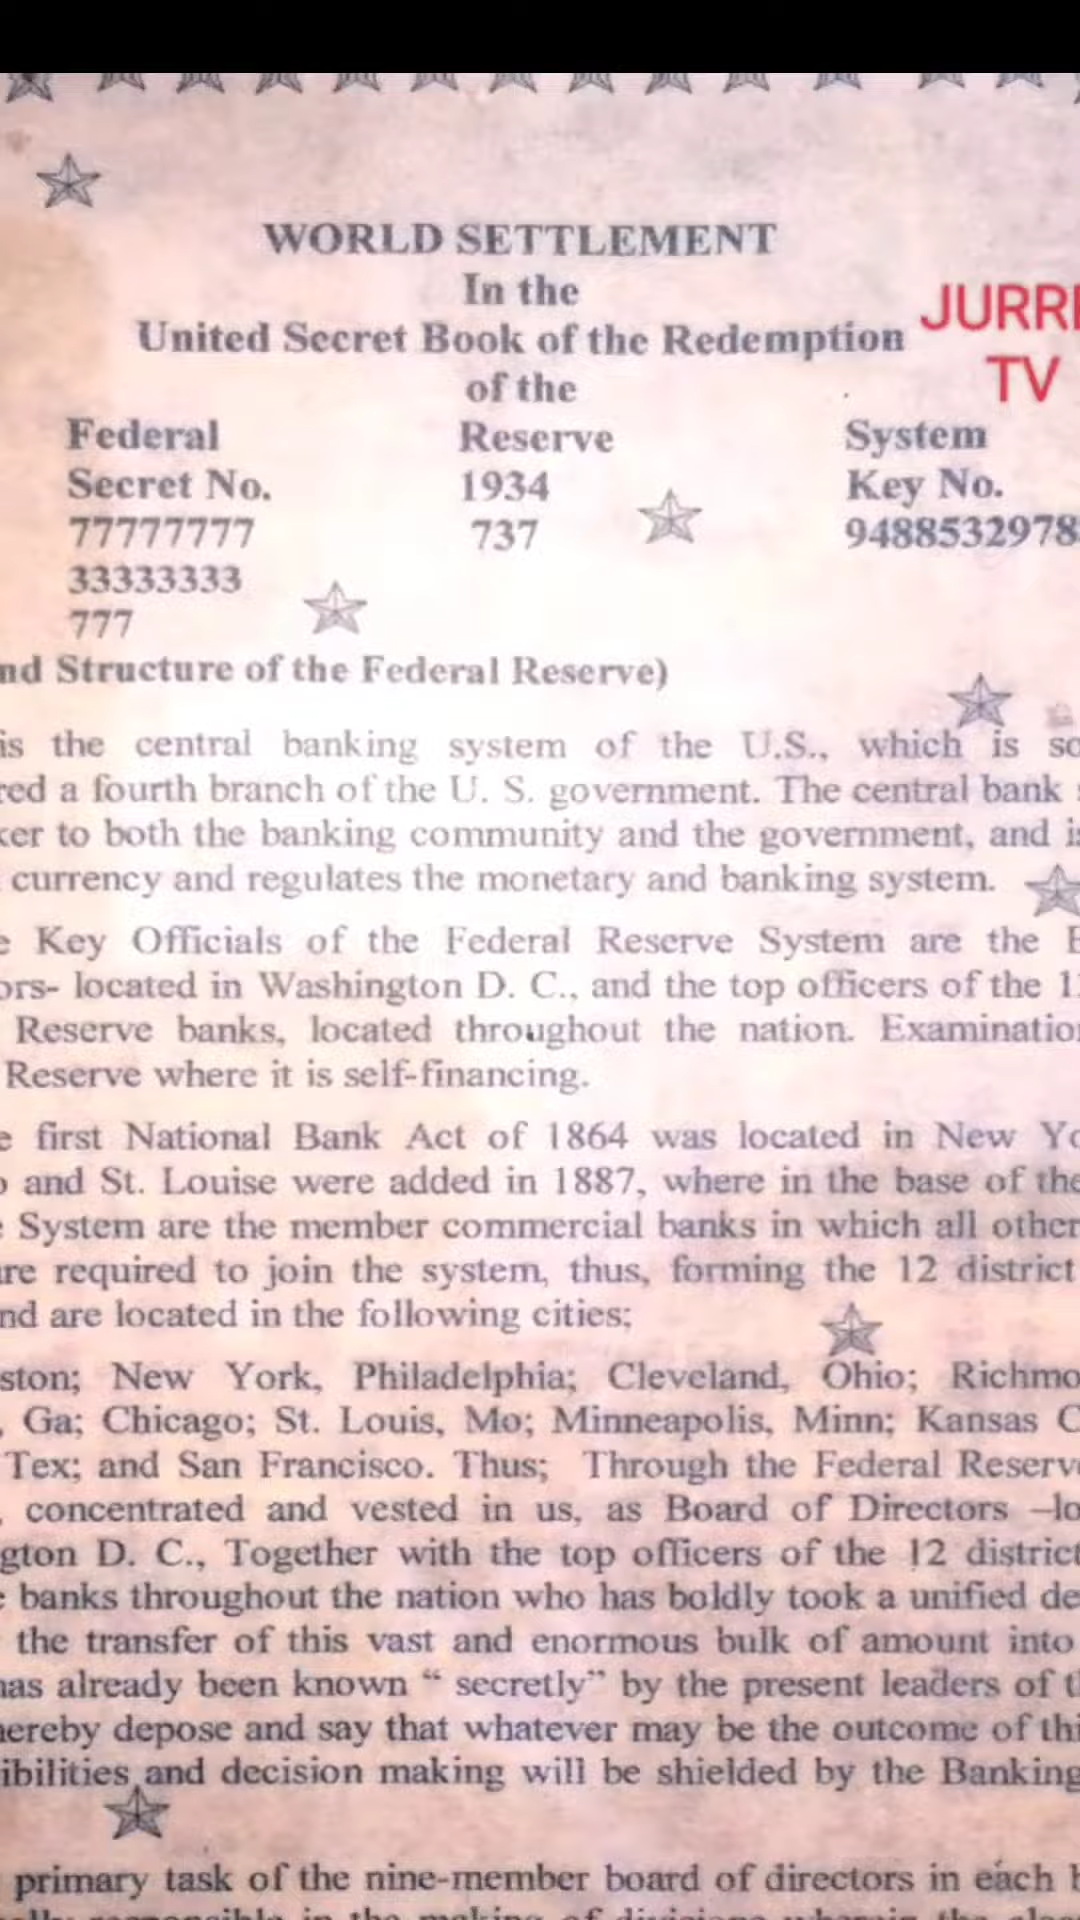 WORLD SETTLEMENT
In the
United Secret Book of the Redemption
JURR
of the
TV
Federal Reserve System
Secret No. 1934 Key No.
77777777 737 9488532978
33333333
777
nd Structure of the Federal Reserve)
is the central banking system of the U.S., which is so
red a fourth branch of the U. S. government. The central bank
ker to both the banking community and the government, and i
currency and regulates the monetary and banking system.
e Key Officials of the Federal Reserve System are the B
ors- located in Washington D. C., and the top officers of the 1
Reserve banks, located throughout the nation. Examinatio
Reserve where it is self-financing.
e first National Bank Act of 1864 was located in New Yo
o and St. Louise were added in 1887, where in the base of the
e System are the member commercial banks in which all other
are required to join the system, thus, forming the 12 district
nd are located in the following cities;
ston; New York, Philadelphia; Cleveland, Ohio; Richmo
, Ga; Chicago; St. Louis, Mo; Minneapolis, Minn; Kansas C
Tex; and San Francisco. Thus; Through the Federal Reserv
, concentrated and vested in us, as Board of Directors –lo
gton D. C., Together with the top officers of the 12 district
e banks throughout the nation who has boldly took a unified de
the transfer of this vast and enormous bulk of amount into
has already been known “ secretly” by the present leaders of t
hereby depose and say that whatever may be the outcome of thi
ibilities and decision making will be shielded by the Banking
primary task of the nine-member board of directors in each b